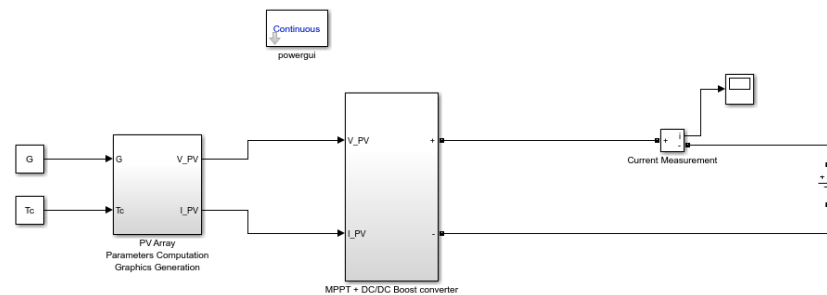 Continuous
powergui
G
Tc
G
Tc
V_PV
I_PV
PV Array
Parameters Computation
Graphics Generation
V_PV
I_PV
+
-
MPPT + DC/DC Boost converter
+
i
-
Current Measurement
+
-